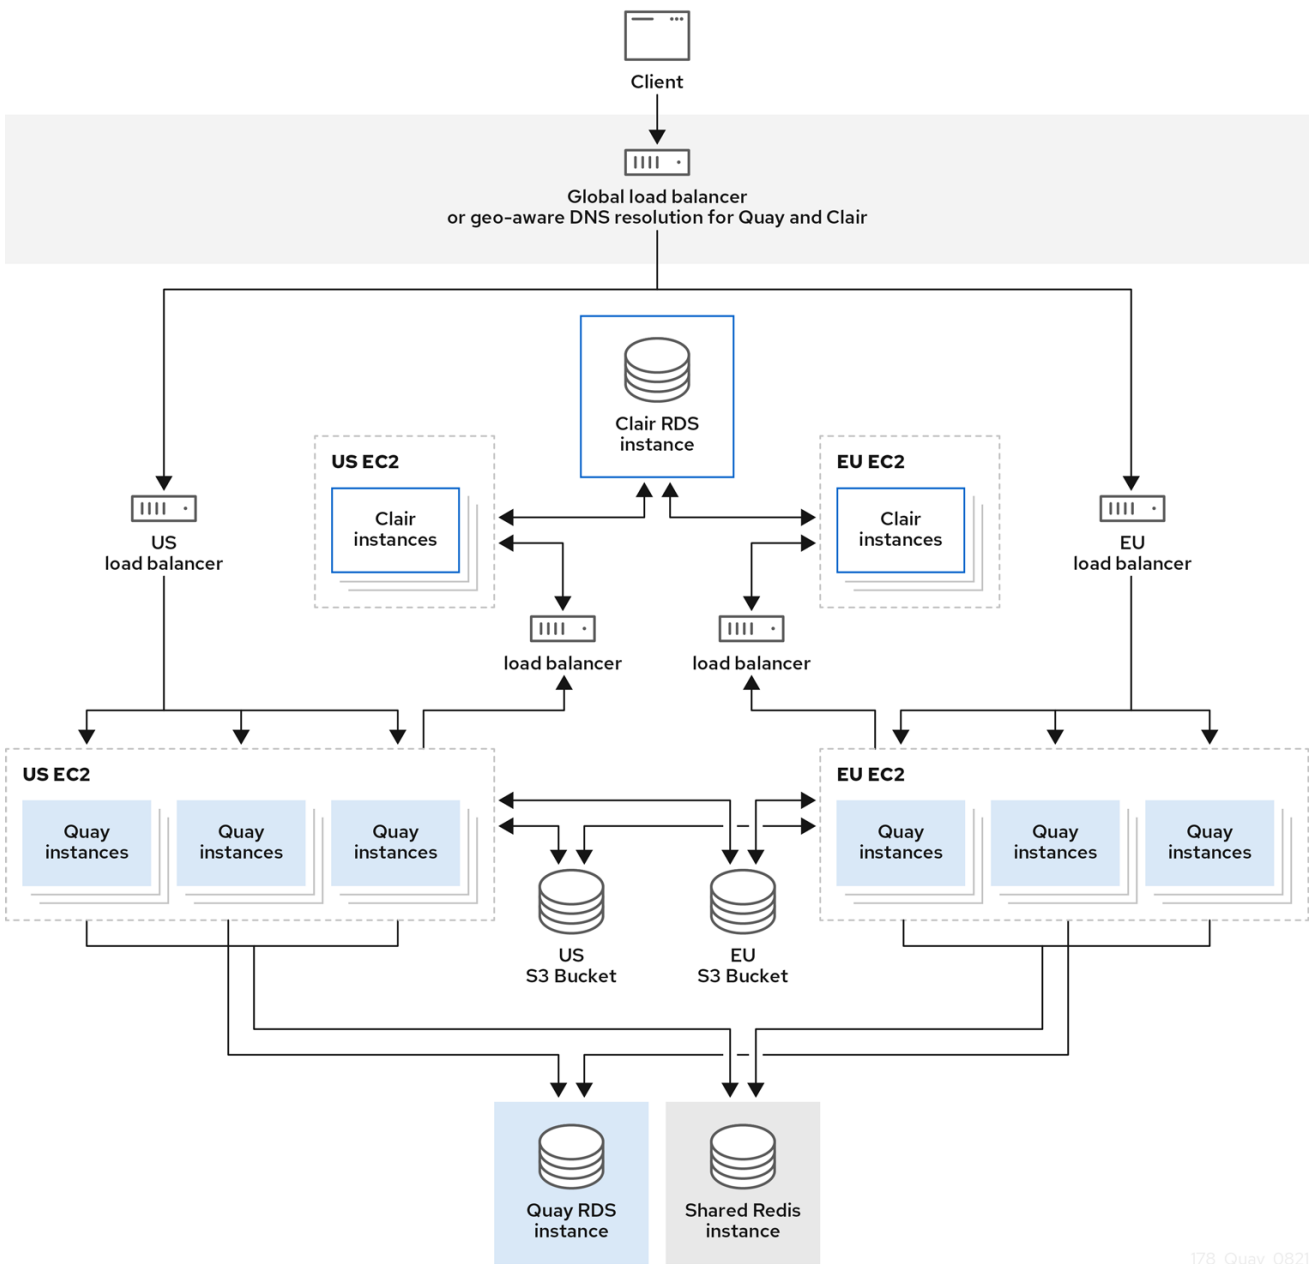 Client
Global load balancer
or geo-aware DNS resolution for Quay and Clair
Clair RDS
instance
US EC2
Clair
instances
EU EC2
Clair
instances
US
load balancer
EU
load balancer
load balancer
load balancer
US EC2
Quay
instances
Quay
instances
Quay
instances
EU EC2
Quay
instances
Quay
instances
Quay
instances
US
S3 Bucket
EU
S3 Bucket
Quay RDS
instance
Shared Redis
instance
178_Quay_0821